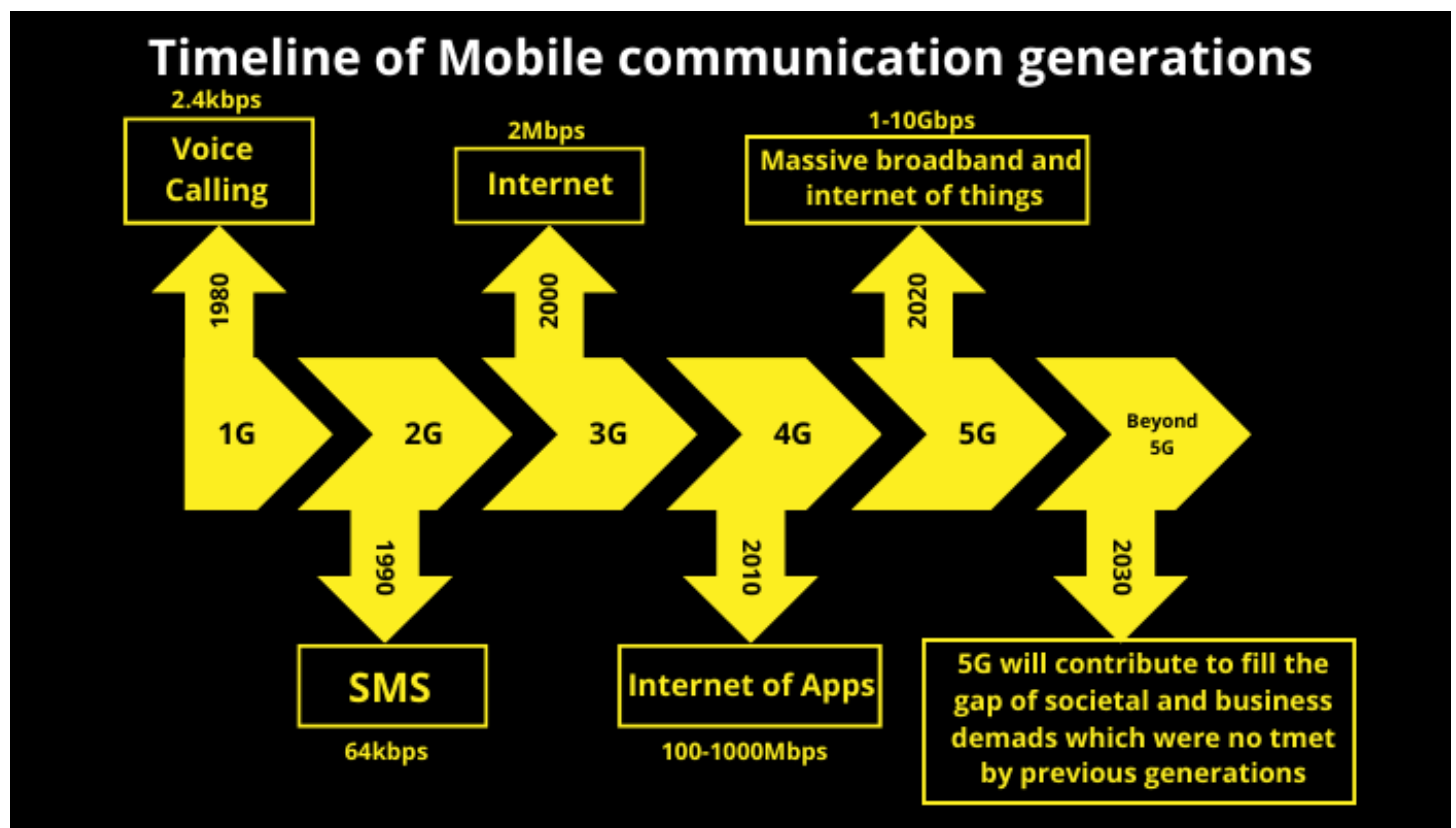 Timeline of Mobile communication generations
2.4kbps
Voice
Calling
2Mbps
Internet
1-10Gbps
Massive broadband and
internet of things
1980
2000
2020
1G
2G
3G
4G
5G
Beyond
5G
1990
2010
2030
SMS
64kbps
Internet of Apps
100-1000Mbps
5G will contribute to fill the
gap of societal and business
demads which were no tmet
by previous generations